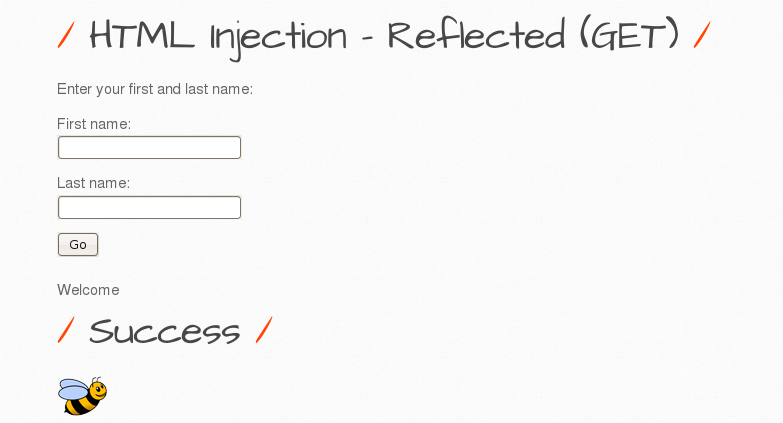 / HTML Injection - Reflected (GET) /
Enter your first and last name:
First name:
Last name:
Go
Welcome
/ Success /